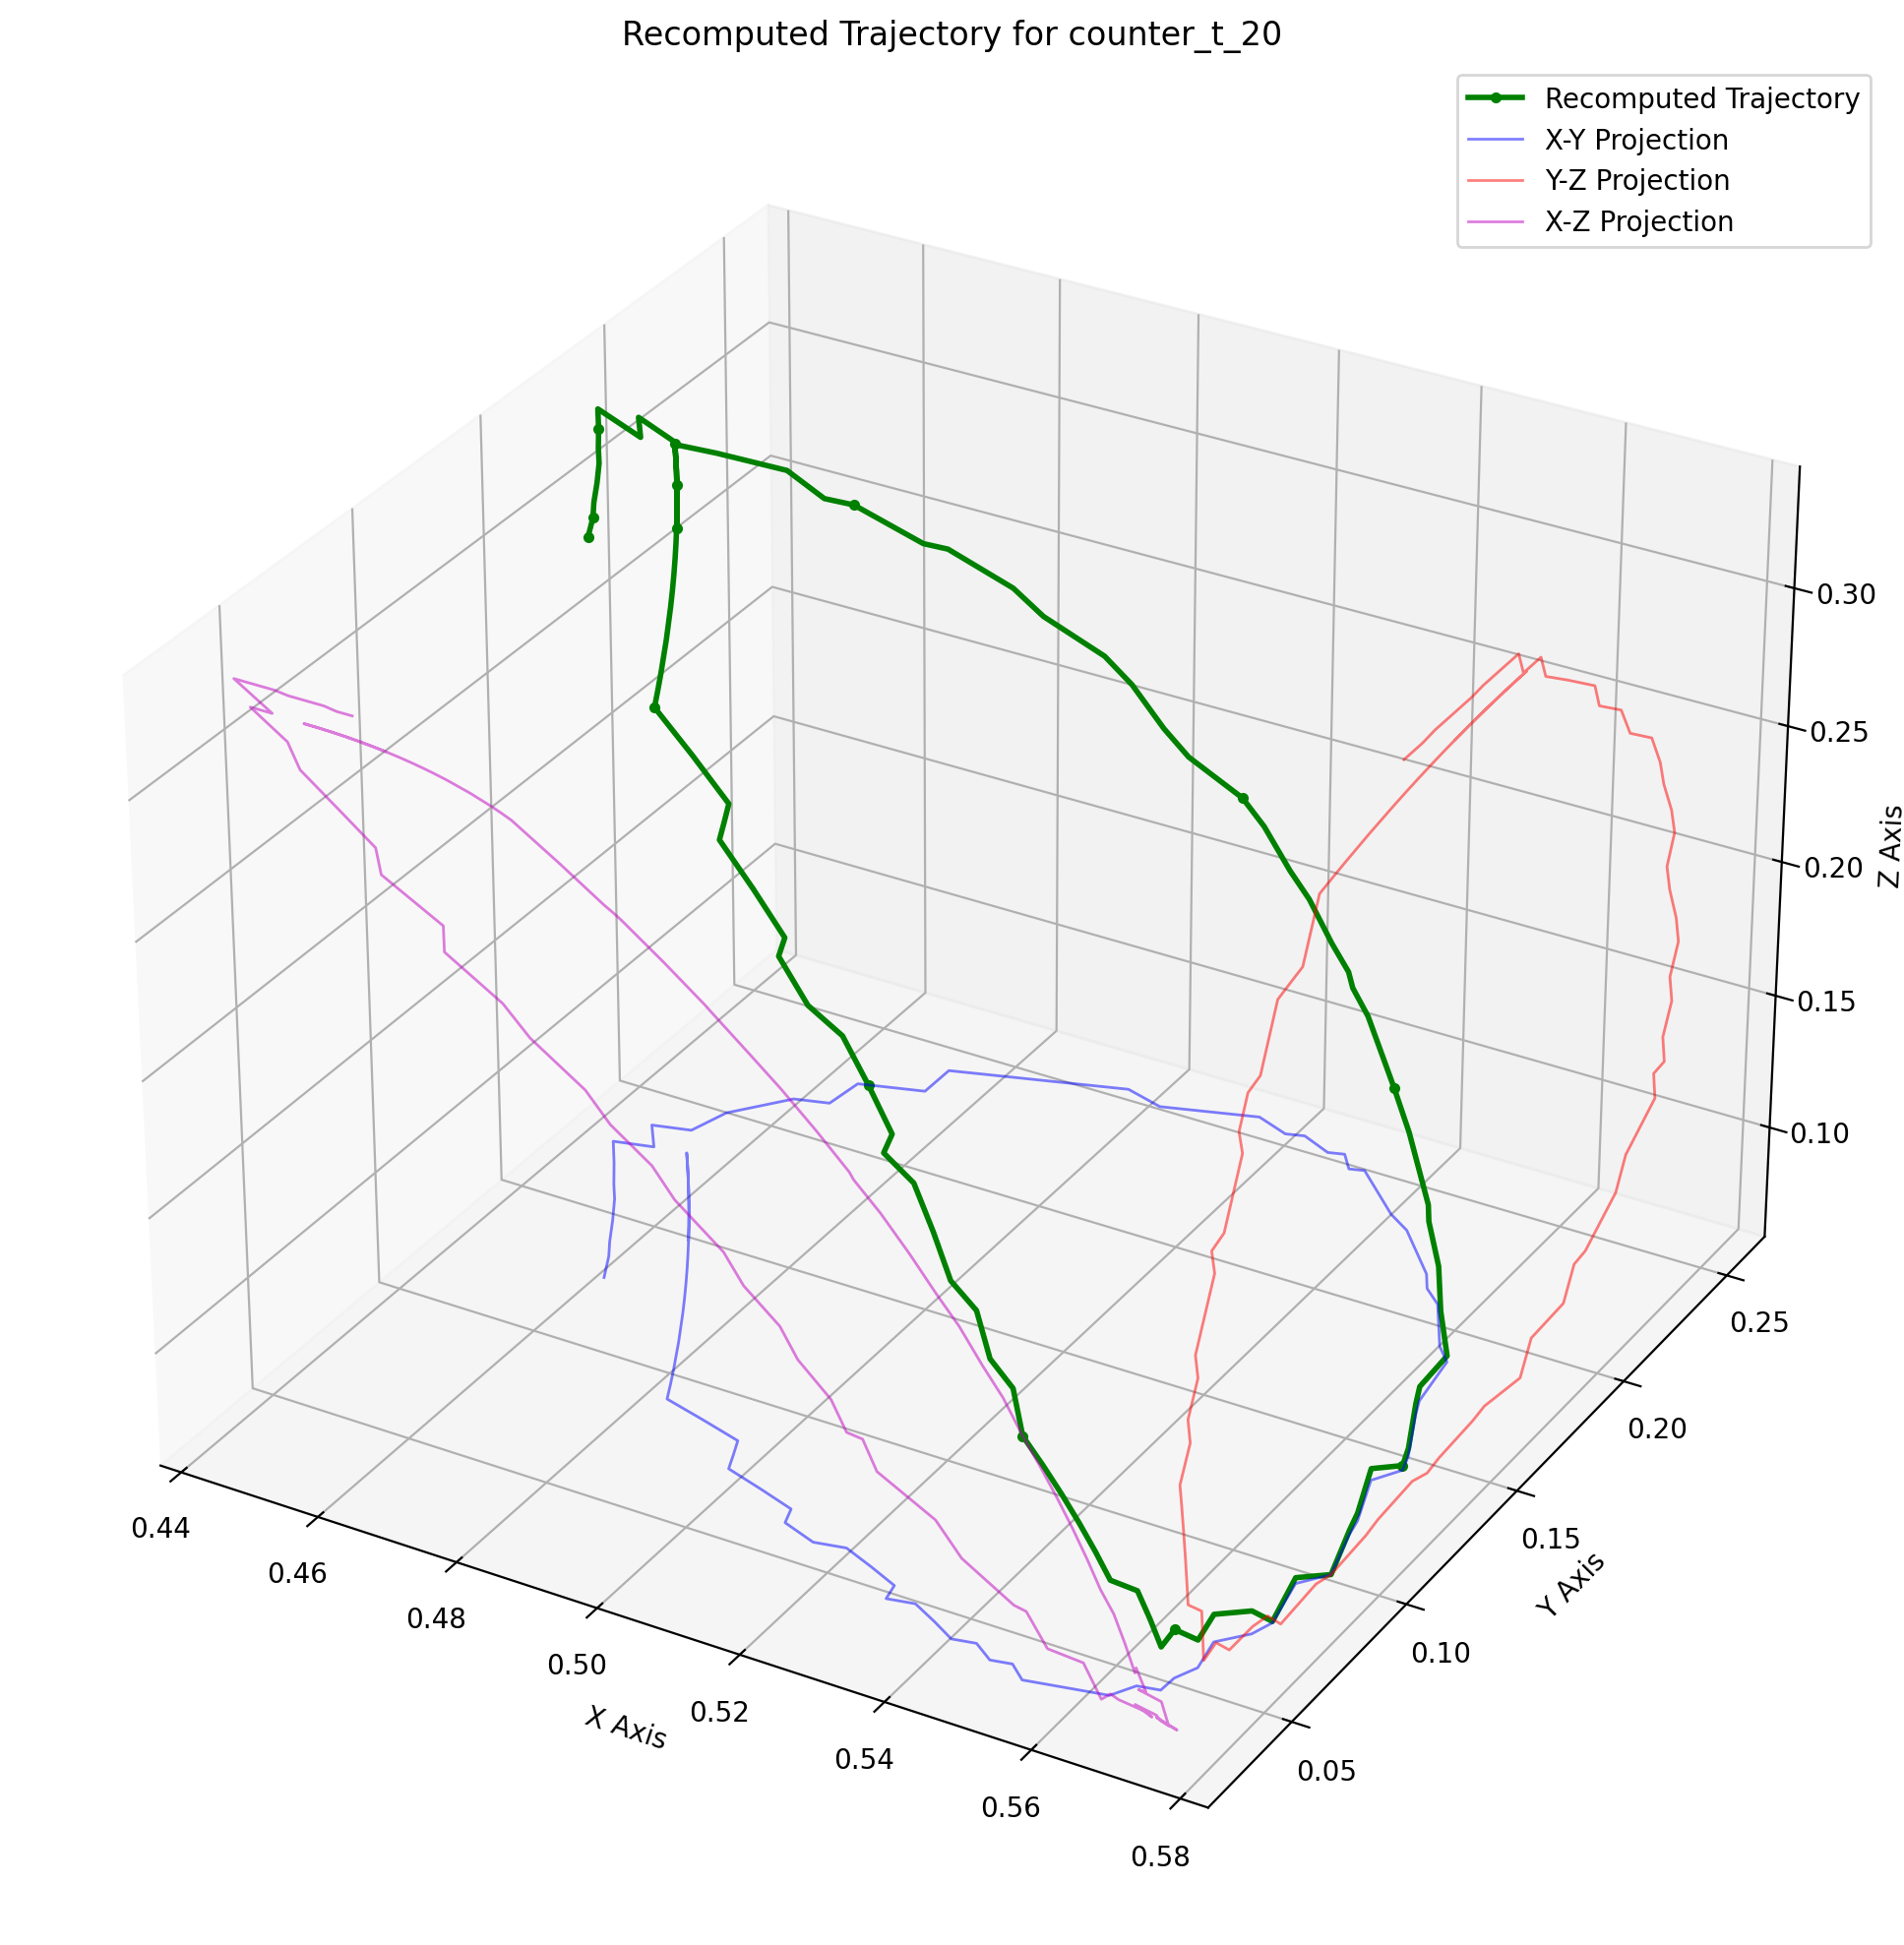 Recomputed Trajectory for counter_t_20
Recomputed Trajectory
X-Y Projection
Y-Z Projection
X-Z Projection
0.30
0.25
0.20
0.15
0.10
Z Axis
0.25
0.20
0.15
0.10
0.05
Y Axis
0.44
0.46
0.48
0.50
0.52
0.54
0.56
0.58
X Axis